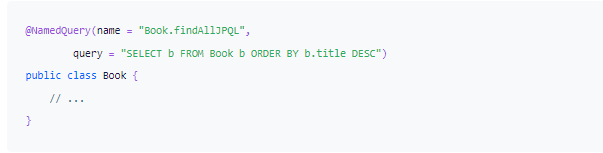 @NamedQuery(name = "Book.findAllJPQL",
query = "SELECT b FROM Book b ORDER BY b.title DESC")
public class Book {
// ...
}